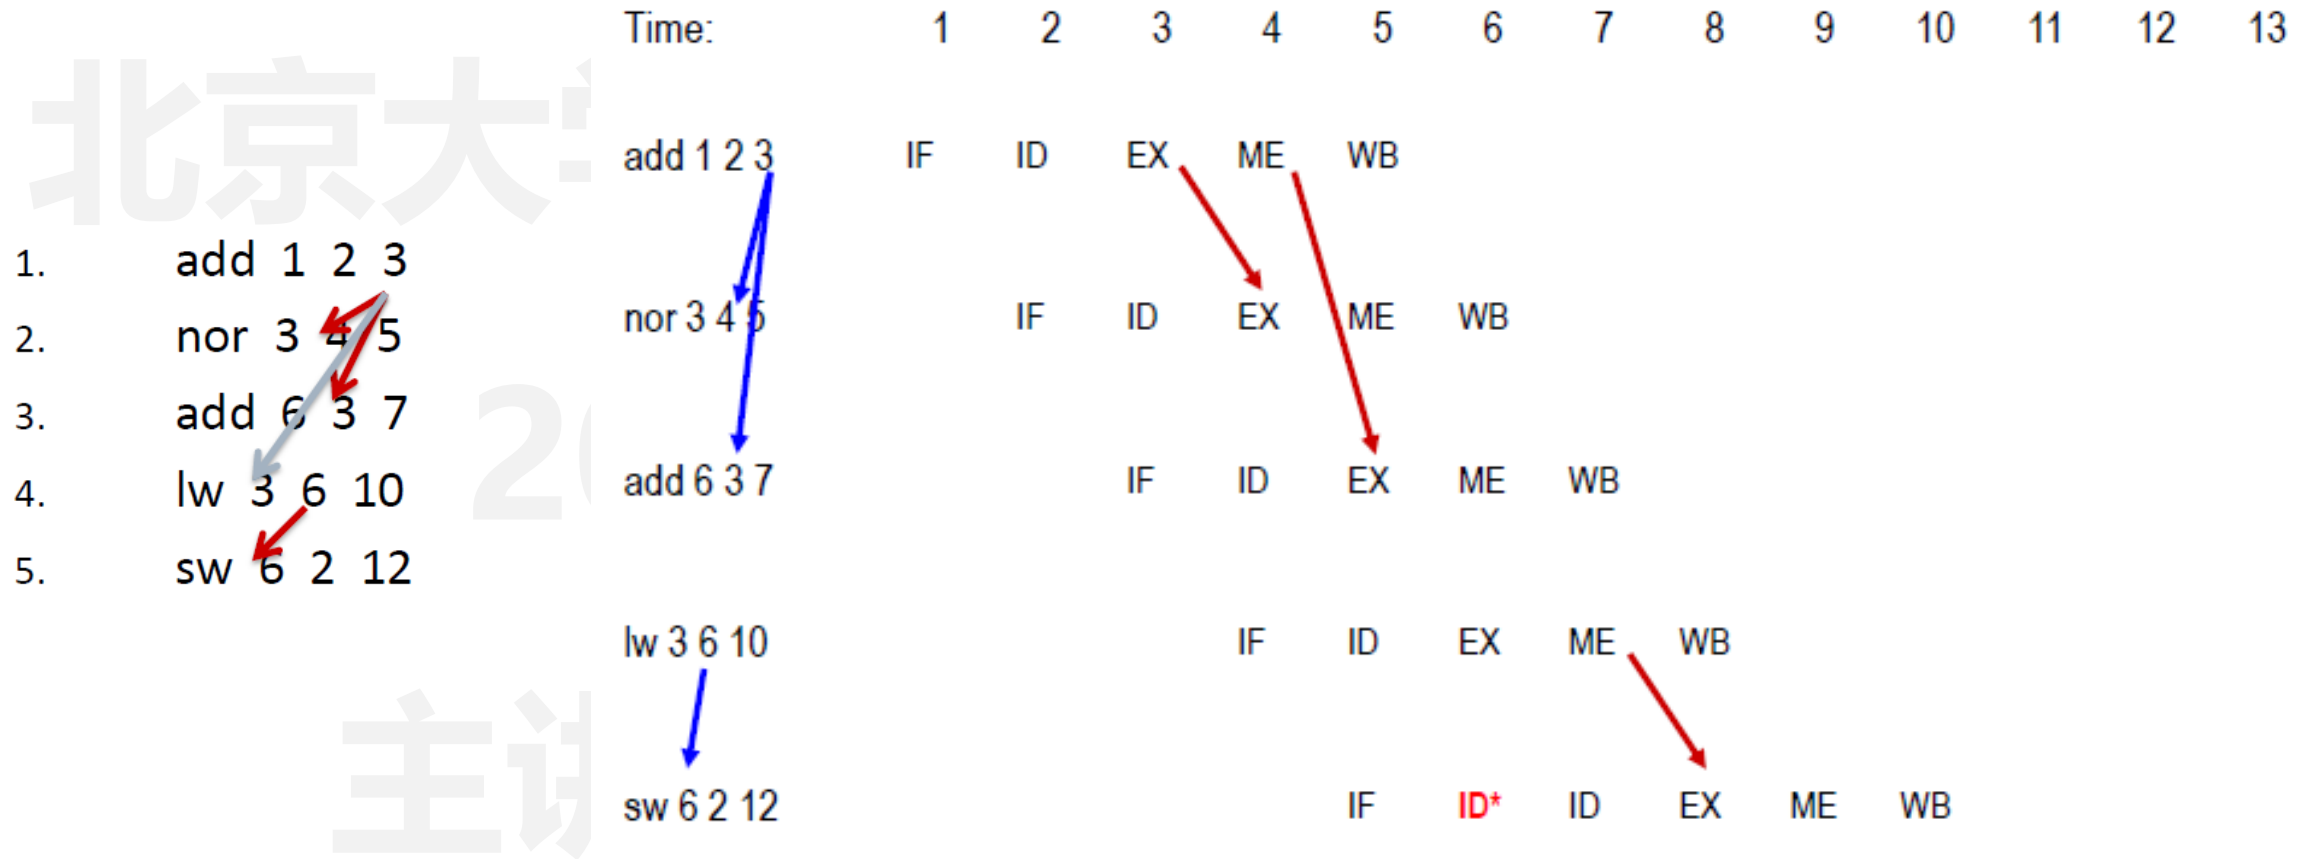 北京大学
1. add 1 2 3
2. nor 3 4 5
3. add 6 3 7
4. lw 3 6 10
5. sw 6 2 12
20
主讲
Time: 1 2 3 4 5 6 7 8 9 10 11 12 13
add 1 2 3 IF ID EX ME WB
nor 3 4 5 IF ID EX ME WB
add 6 3 7 IF ID EX ME WB
lw 3 6 10 IF ID EX ME WB
sw 6 2 12 IF ID* ID EX ME WB